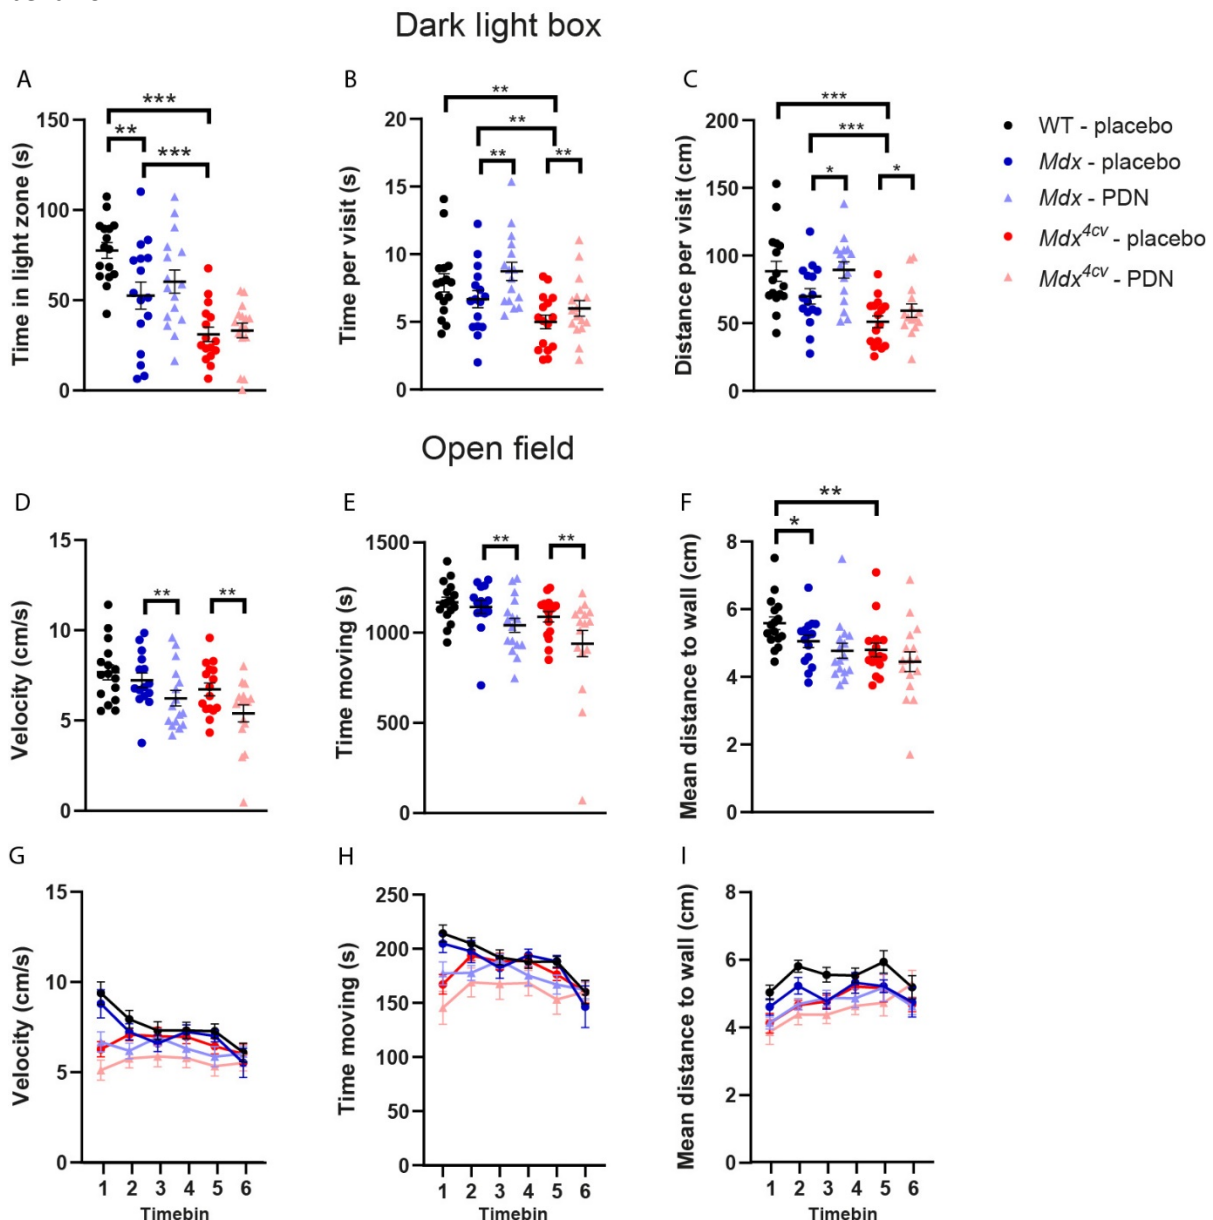 Dark light box
A
B
C
Time in light zone (s)
150
100
50
0
***
**
***
Time per visit (s)
20
15
10
5
0
**
**
**
**
Distance per visit (cm)
200
150
100
50
0
***
***
*
*
WT - placebo
Mdx - placebo
Mdx - PDN
Mdx4cv - placebo
Mdx4cv - PDN
Open field
D
E
F
Velocity (cm/s)
15
10
5
0
**
**
Time moving (s)
1500
1000
500
0
**
**
Mean distance to wall (cm)
8
6
4
2
0
**
*
G
H
I
Velocity (cm/s)
15
10
5
0
1 2 3 4 5 6
Timebin
Time moving (s)
250
200
150
100
50
0
1 2 3 4 5 6
Timebin
Mean distance to wall (cm)
8
6
4
2
0
1 2 3 4 5 6
Timebin